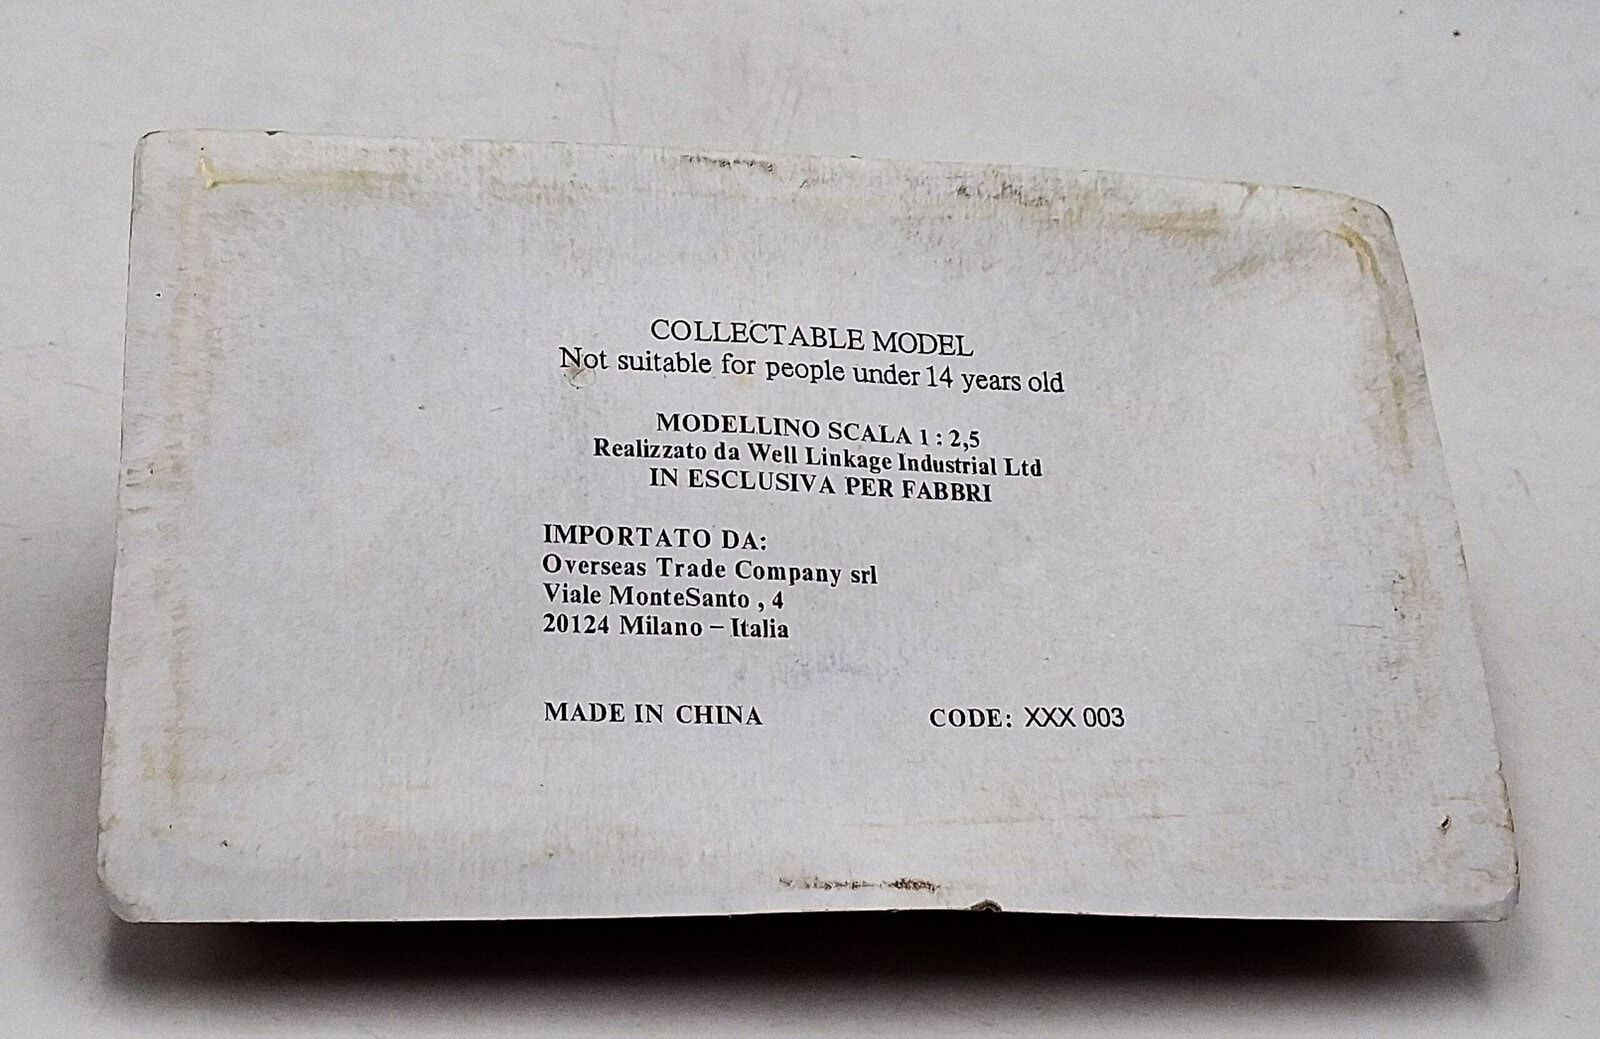 COLLECTABLE MODEL
Not suitable for people under 14 years old
MODELLINO SCALA 1 : 2,5
Realizzato da Well Linkage Industrial Ltd
IN ESCLUSIVA PER FABBRI
IMPORTATO DA:
Overseas Trade Company srl
Viale MonteSanto , 4
20124 Milano – Italia
MADE IN CHINA
CODE: XXX 003